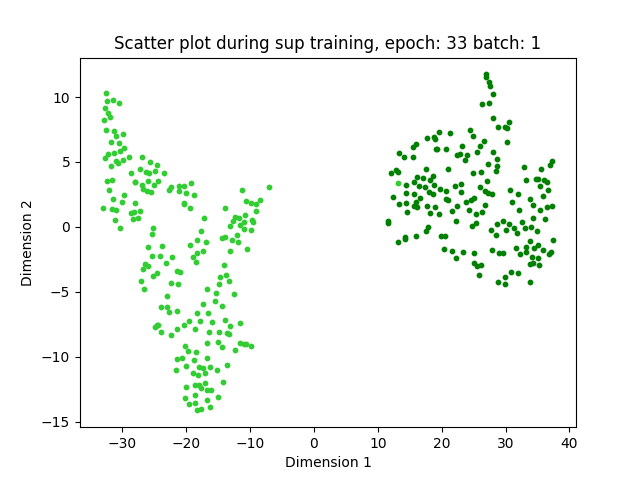 Scatter plot during sup training, epoch: 33 batch: 1
10
5
0
−5
−10
−15
Dimension 2
−30 −20 −10 0 10 20 30 40
Dimension 1